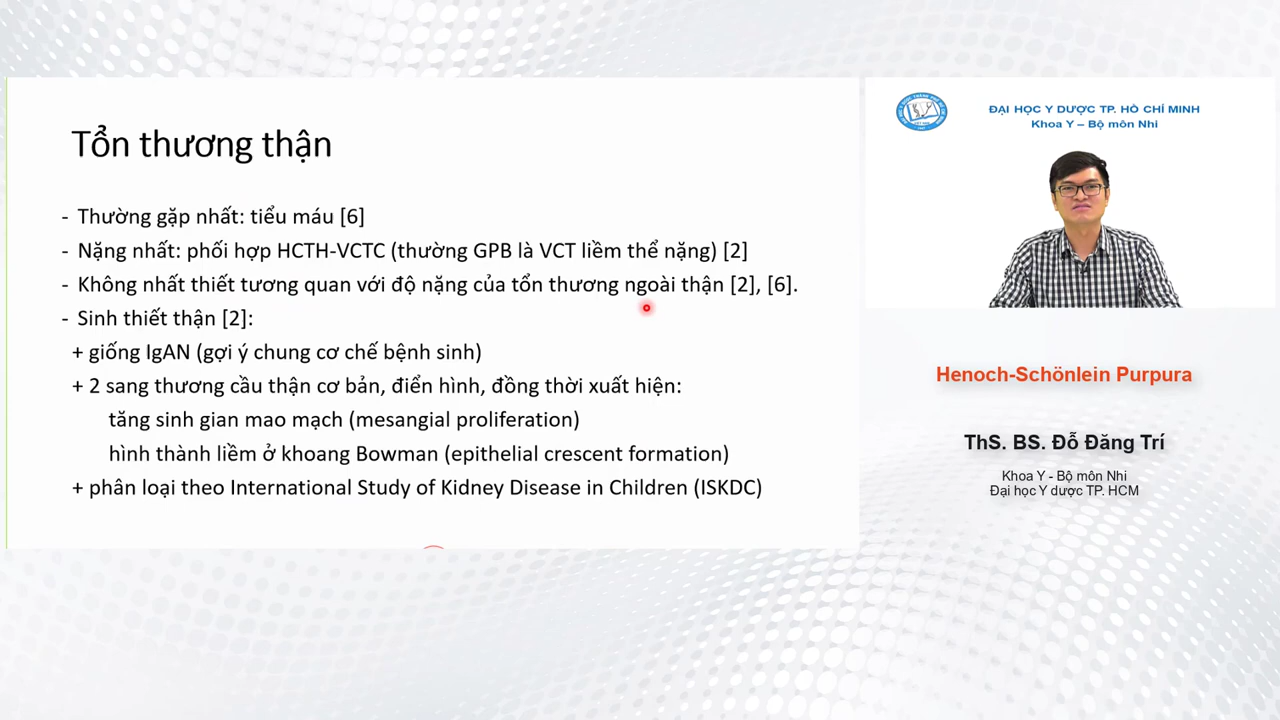 Tổn thương thận
- Thường gặp nhất: tiểu máu [6]
- Nặng nhất: phối hợp HCTH-VCTC (thường GPB là VCT liềm thể nặng) [2]
- Không nhất thiết tương quan với độ nặng của tổn thương ngoài thận [2], [6].
- Sinh thiết thận [2]:
+ giống IgAN (gợi ý chung cơ chế bệnh sinh)
+ 2 sang thương cầu thận cơ bản, điển hình, đồng thời xuất hiện:
tăng sinh gian mao mạch (mesangial proliferation)
hình thành liềm ở khoang Bowman (epithelial crescent formation)
+ phân loại theo International Study of Kidney Disease in Children (ISKDC)
ĐẠI HỌC Y DƯỢC TP. HỒ CHÍ MINH
Khoa Y – Bộ môn Nhi
Henoch-Schönlein Purpura
ThS. BS. Đỗ Đăng Trí
Khoa Y - Bộ môn Nhi
Đại học Y dược TP. HCM